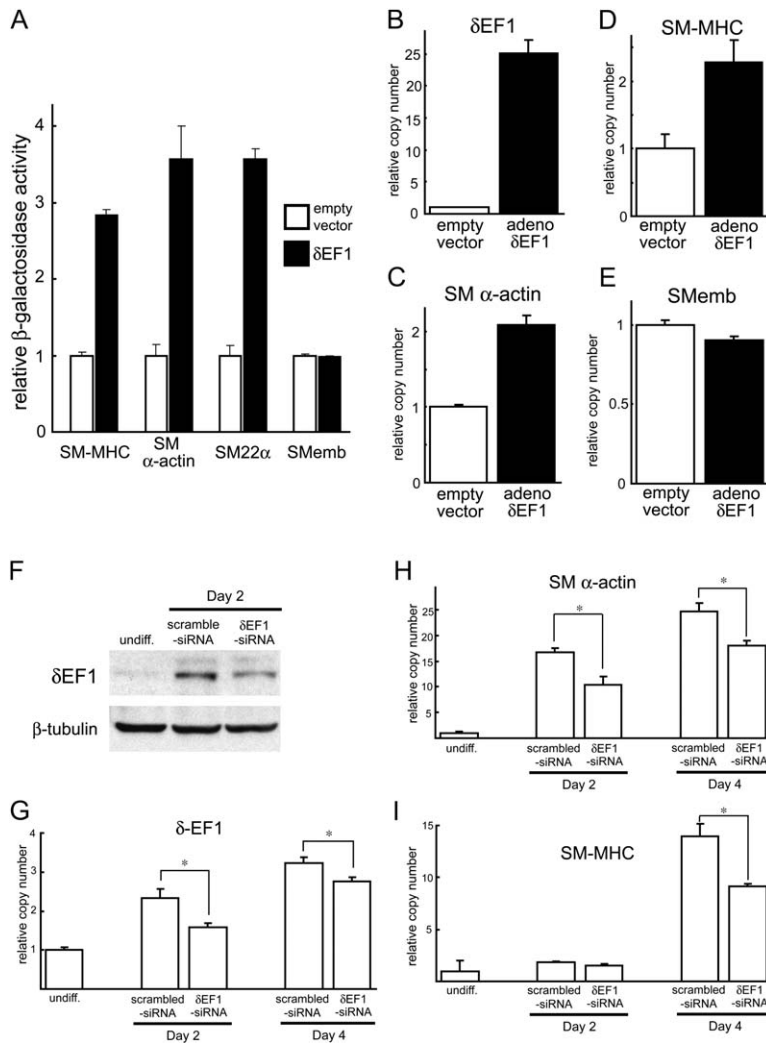 A
relative β-galactosidase activity
4
3
2
1
0
empty
vector
δEF1
SM-MHC
SM
α-actin
SM22α
SMemb
B
δEF1
relative copy number
25
20
15
10
5
0
empty
vector
adeno
δEF1
D
SM-MHC
relative copy number
2
1
0
empty
vector
adeno
δEF1
C
SM α-actin
relative copy number
2
1
0
empty
vector
adeno
δEF1
E
SMemb
relative copy number
1
0.5
0
empty
vector
adeno
δEF1
F
Day 2
undiff.
scramble
-siRNA
δEF1
-siRNA
δEF1
β-tubulin
H
SM α-actin
relative copy number
25
20
15
10
5
*
*
undiff.
scrambled
-siRNA
δEF1
-siRNA
scrambled
-siRNA
δEF1
-siRNA
Day 2
Day 4
G
δ-EF1
relative copy number
4
3
2
1
*
*
undiff.
scrambled
-siRNA
δEF1
-siRNA
scrambled
-siRNA
δEF1
-siRNA
Day 2
Day 4
I
SM-MHC
relative copy number
15
10
5
*
undiff.
scrambled
-siRNA
δEF1
-siRNA
scrambled
-siRNA
δEF1
-siRNA
Day 2
Day 4